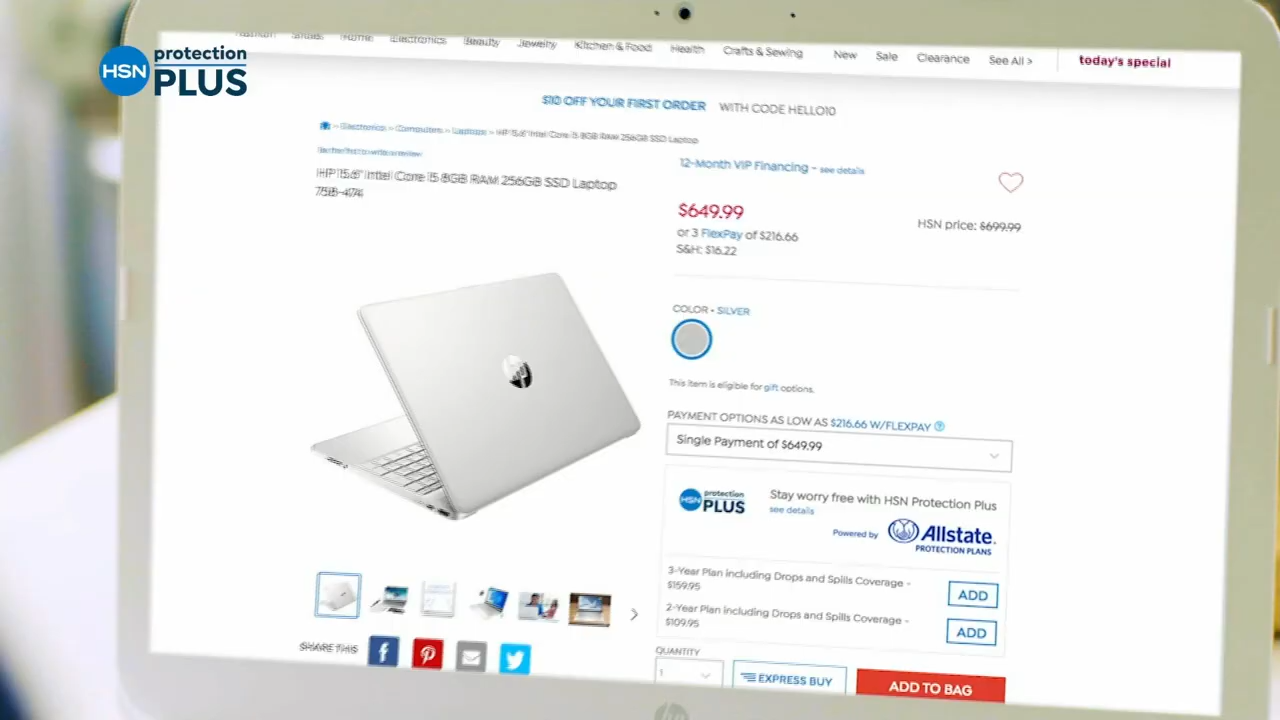 HSN protection PLUS
Fashion Shoes Home Electronics Beauty Jewelry Kitchen & Food Health Crafts & Sewing New Sale Clearance See All > today's special
$10 OFF YOUR FIRST ORDER WITH CODE HELLO10
> Electronics > Computers > Laptops > HP 15.6" Intel Core i5 8GB RAM 256GB SSD Laptop
Be the first to write a review
HP 15.6" Intel Core i5 8GB RAM 256GB SSD Laptop
758-474
12-Month VIP Financing - see details
$649.99
HSN price: $699.99
or 3 FlexPay of $216.66
S&H: $16.22
COLOR - SILVER
This item is eligible for gift options.
PAYMENT OPTIONS AS LOW AS $216.66 W/FLEXPAY ?
Single Payment of $649.99
HSN protection PLUS
Stay worry free with HSN Protection Plus
see details
Powered by Allstate.
PROTECTION PLANS
3-Year Plan including Drops and Spills Coverage -
$159.95
ADD
2-Year Plan including Drops and Spills Coverage -
$109.95
ADD
SHARE THIS
QUANTITY
1
EXPRESS BUY
ADD TO BAG
hp